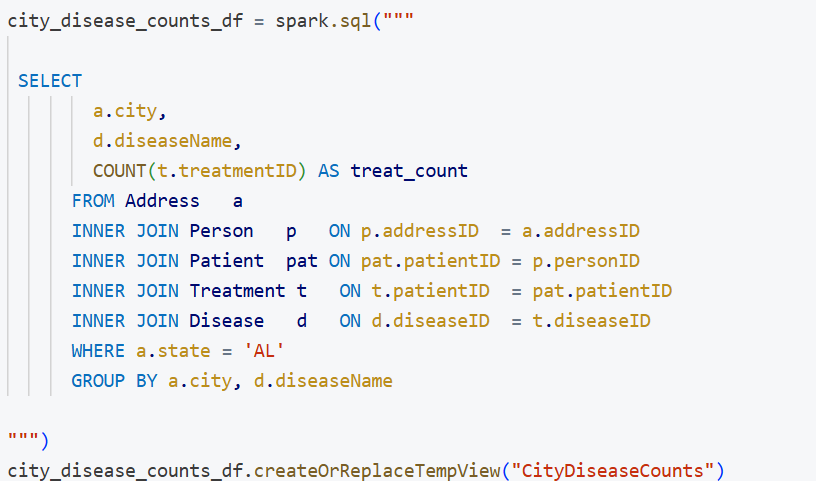 city_disease_counts_df = spark.sql("""
SELECT
a.city,
d.diseaseName,
COUNT(t.treatmentID) AS treat_count
FROM Address   a
INNER JOIN Person   p   ON p.addressID  = a.addressID
INNER JOIN Patient  pat ON pat.patientID = p.personID
INNER JOIN Treatment t   ON t.patientID  = pat.patientID
INNER JOIN Disease   d   ON d.diseaseID  = t.diseaseID
WHERE a.state = 'AL'
GROUP BY a.city, d.diseaseName
""")
city_disease_counts_df.createOrReplaceTempView("CityDiseaseCounts")